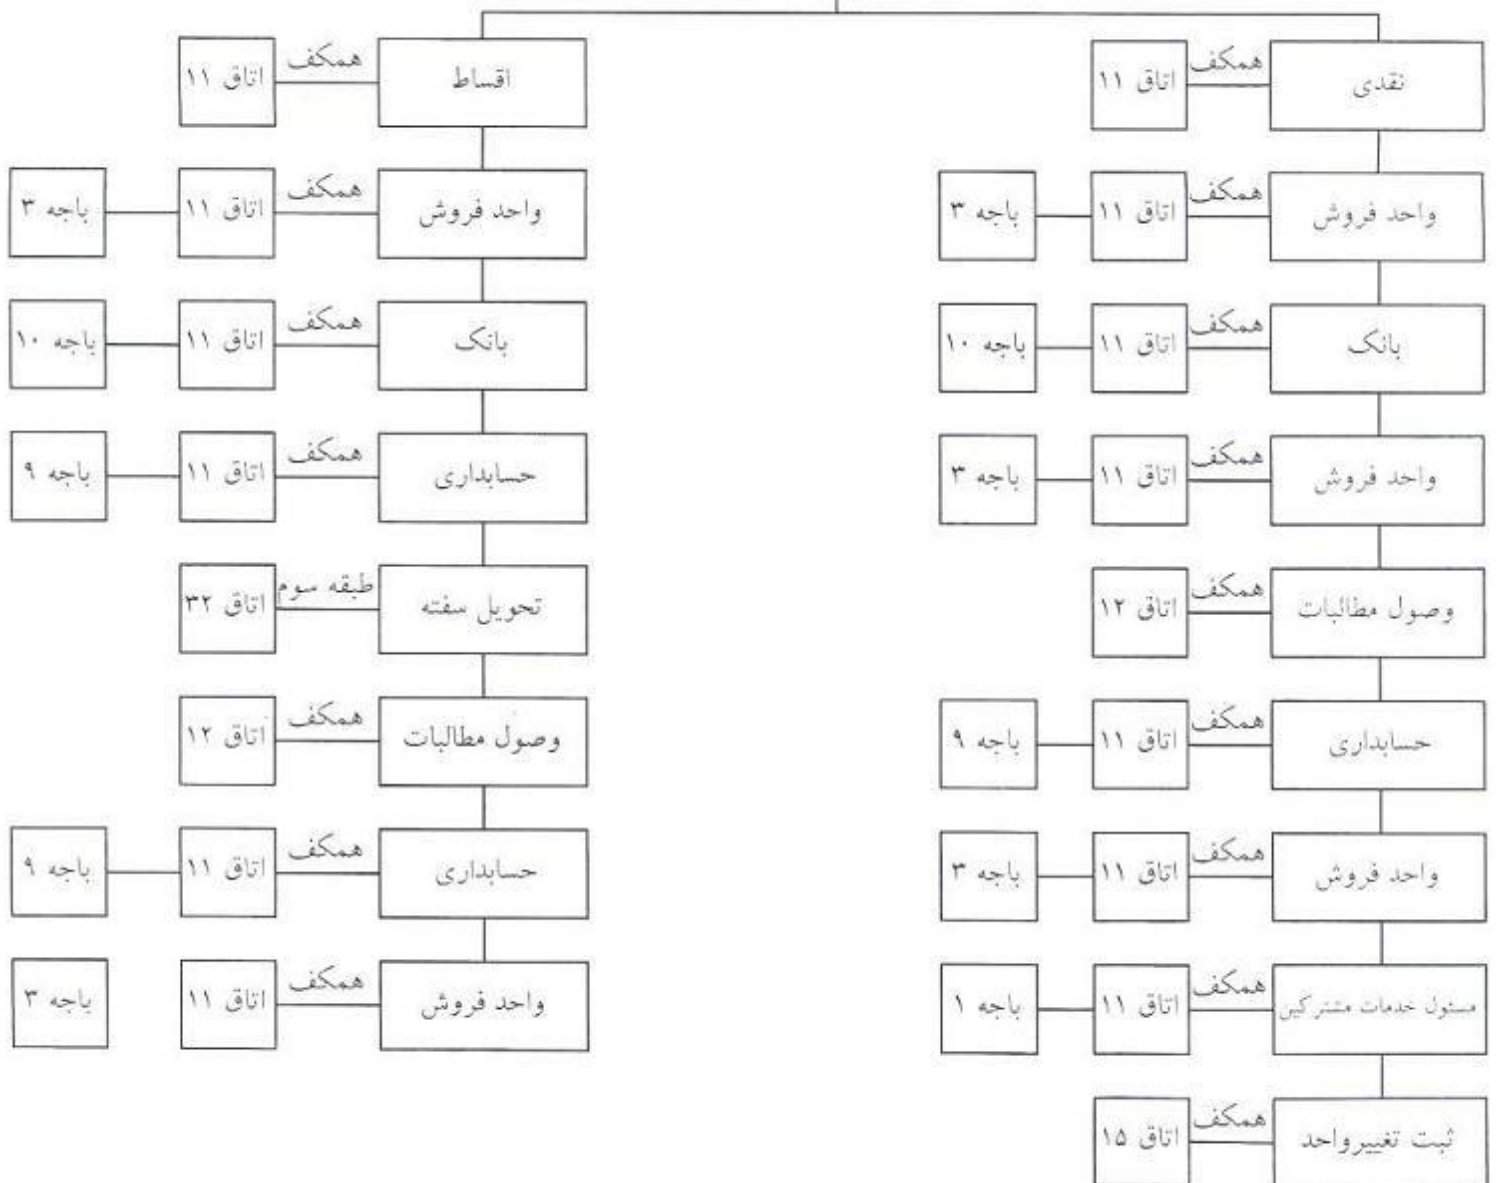 نقدی همکف اتاق ۱۱
واحد فروش همکف اتاق ۱۱ باجه ۳
بانک همکف اتاق ۱۱ باجه ۱۰
واحد فروش همکف اتاق ۱۱ باجه ۳
وصول مطالبات همکف اتاق ۱۲
حسابداری همکف اتاق ۱۱ باجه ۹
واحد فروش همکف اتاق ۱۱ باجه ۳
مسئول خدمات مشترکین همکف اتاق ۱۱ باجه ۱
ثبت تغییرواحد همکف اتاق ۱۵
اقساط همکف اتاق ۱۱
واحد فروش همکف اتاق ۱۱ باجه ۳
بانک همکف اتاق ۱۱ باجه ۱۰
حسابداری همکف اتاق ۱۱ باجه ۹
تحویل سفته طبقه سوم اتاق ۳۲
وصول مطالبات همکف اتاق ۱۲
حسابداری همکف اتاق ۱۱ باجه ۹
واحد فروش همکف اتاق ۱۱ باجه ۳